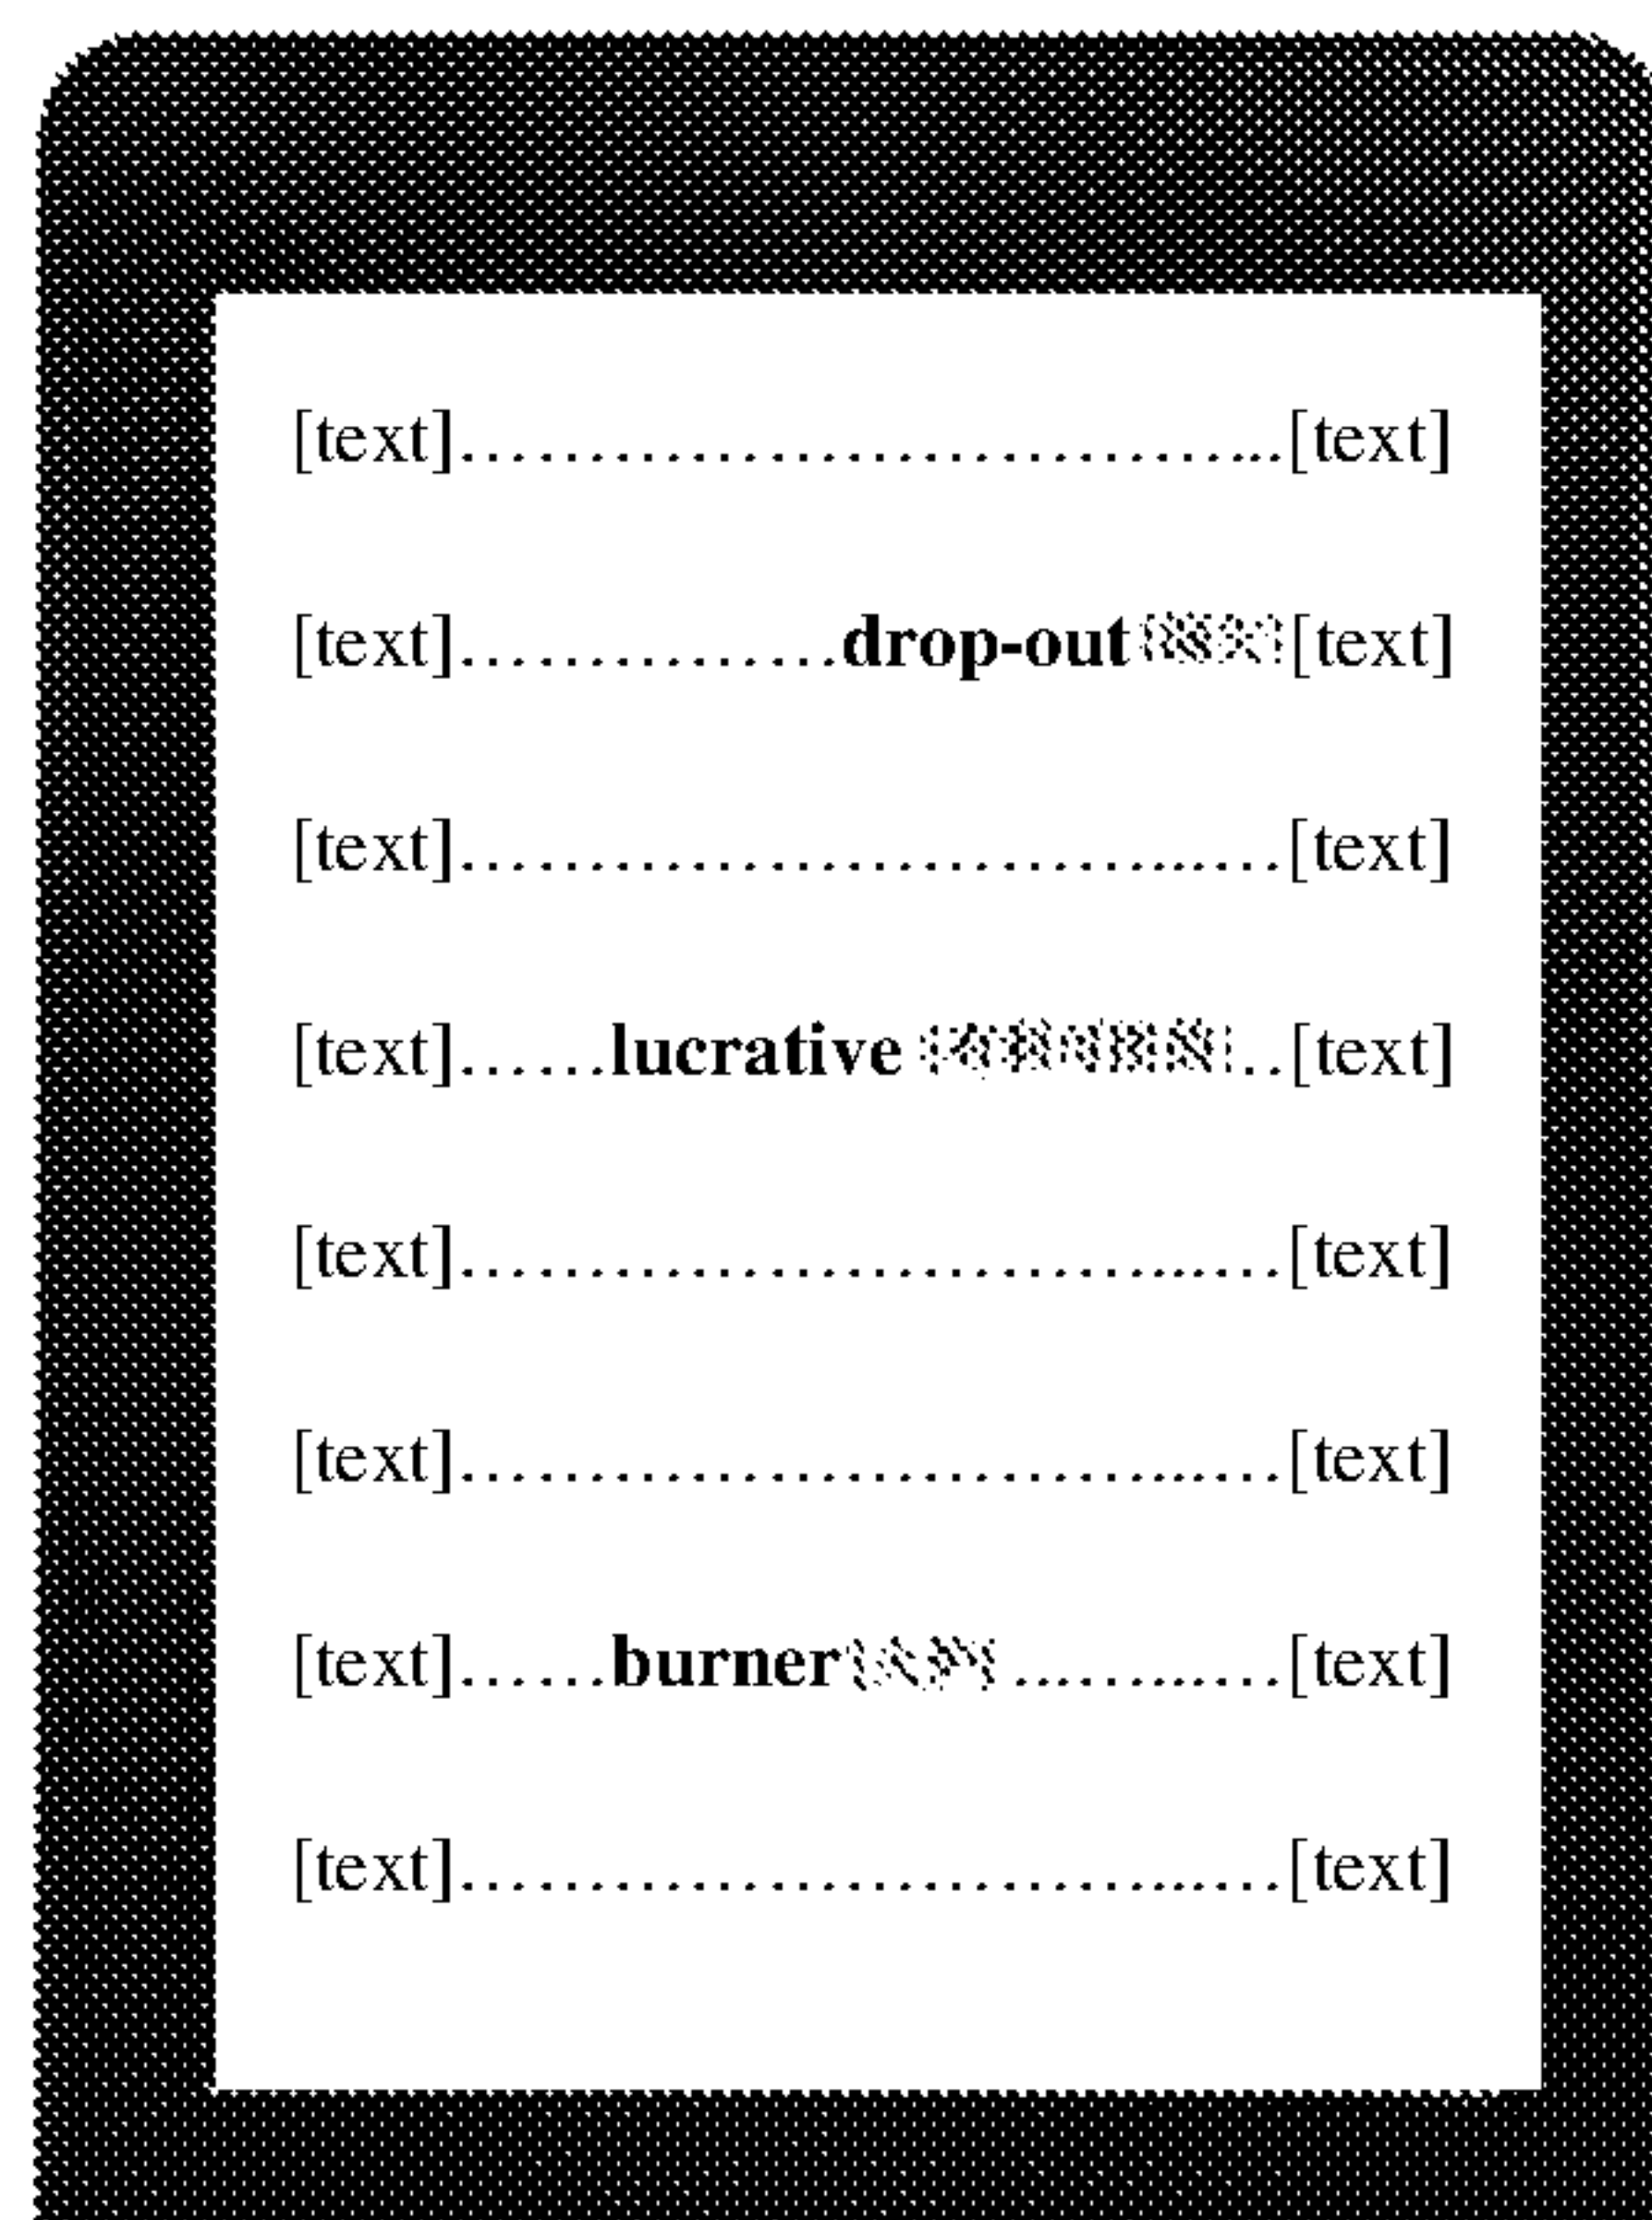 [text]……………………………...[text]
[text]……………drop-out [text]
[text]……………………………...[text]
[text]……lucrative ..[text]
[text]……………………………...[text]
[text]……………………………...[text]
[text]……burner …………[text]
[text]……………………………...[text]